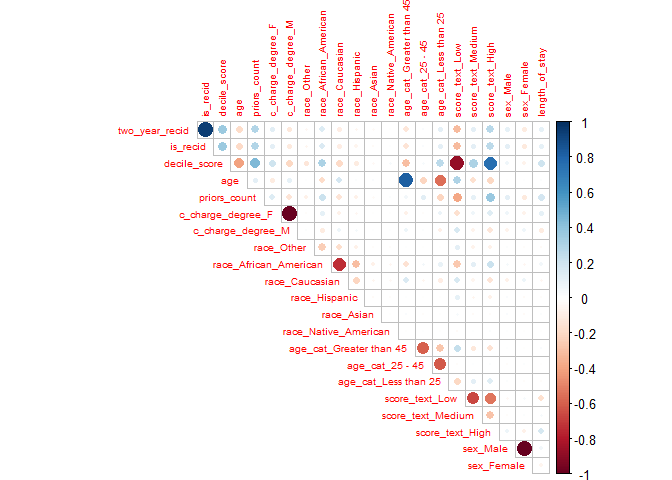 is_recid
decile_score
age
priors_count
c_charge_degree_F
c_charge_degree_M
race_Other
race_African_American
race_Caucasian
race_Hispanic
race_Asian
race_Native_American
age_cat_Greater than 45
age_cat_25 - 45
age_cat_Less than 25
score_text_Low
score_text_Medium
score_text_High
sex_Male
sex_Female
length_of_stay
two_year_recid
is_recid
decile_score
age
priors_count
c_charge_degree_F
c_charge_degree_M
race_Other
race_African_American
race_Caucasian
race_Hispanic
race_Asian
race_Native_American
age_cat_Greater than 45
age_cat_25 - 45
age_cat_Less than 25
score_text_Low
score_text_Medium
score_text_High
sex_Male
sex_Female
1
0.8
0.6
0.4
0.2
0
-0.2
-0.4
-0.6
-0.8
-1